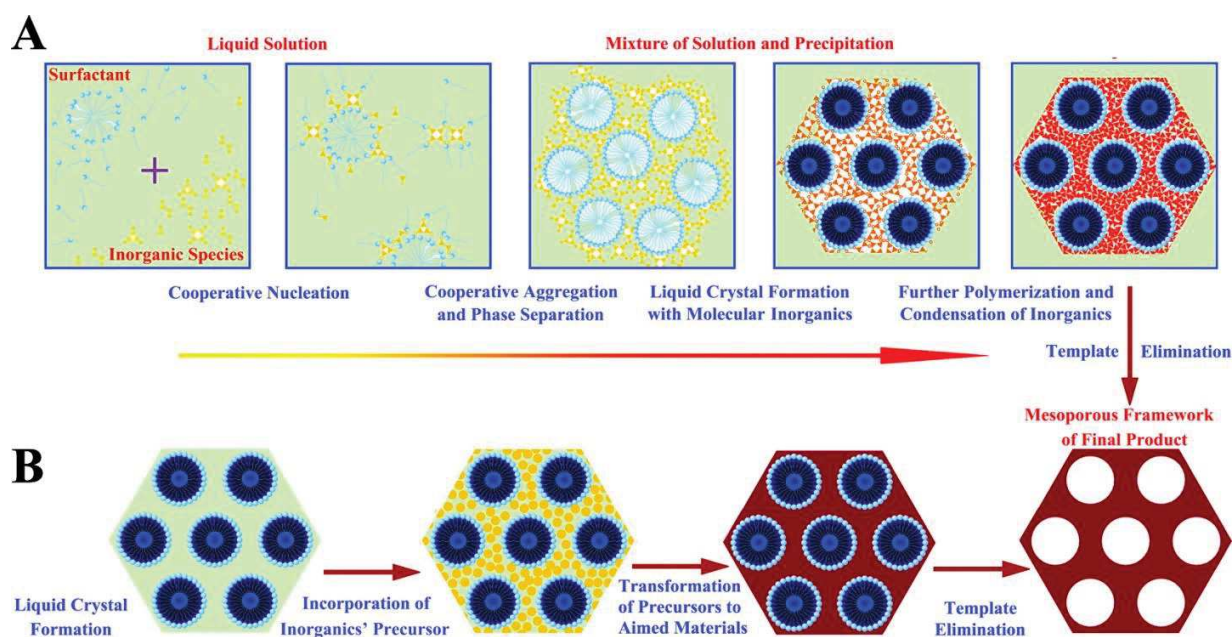 A
Liquid Solution
Mixture of Solution and Precipitation
Surfactant
Inorganic Species
Cooperative Nucleation
Cooperative Aggregation
and Phase Separation
Liquid Crystal Formation
with Molecular Inorganics
Further Polymerization and
Condensation of Inorganics
Template Elimination
Mesoporous Framework
of Final Product
B
Liquid Crystal
Formation
Incorporation of
Inorganics' Precursor
Transformation
of Precursors to
Aimed Materials
Template
Elimination